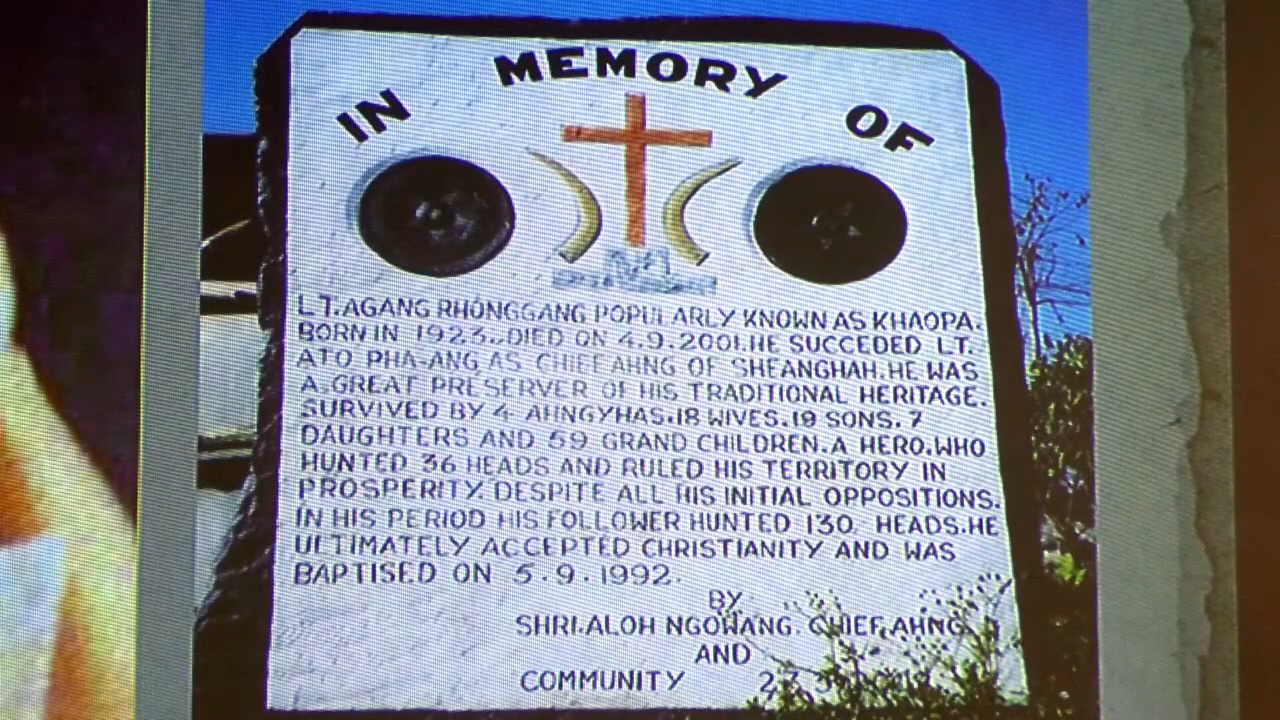 IN MEMORY OF
LT. AGANG RHONGGANG POPULARLY KNOWN AS KHAOPA.
BORN IN 1923. DIED ON 4.9.2001. HE SUCCEDED LT.
ATO PHA-ANG AS CHIEF AHNG OF SHEANGHAH. HE WAS
A GREAT PRESERVER OF HIS TRADITIONAL HERITAGE.
SURVIVED BY 4 AHNGYHAS. 18 WIVES. 19 SONS. 7
DAUGHTERS AND 59 GRAND CHILDREN. A HERO. WHO
HUNTED 36 HEADS AND RULED HIS TERRITORY IN
PROSPERITY. DESPITE ALL HIS INITIAL OPPOSITIONS.
IN HIS PERIOD HIS FOLLOWER HUNTED 130 HEADS. HE
ULTIMATELY ACCEPTED CHRISTIANITY AND WAS
BAPTISED ON 5.9.1992.
BY
SHRI. ALOH NGOWANG. CHIEF AHNG
AND
COMMUNITY